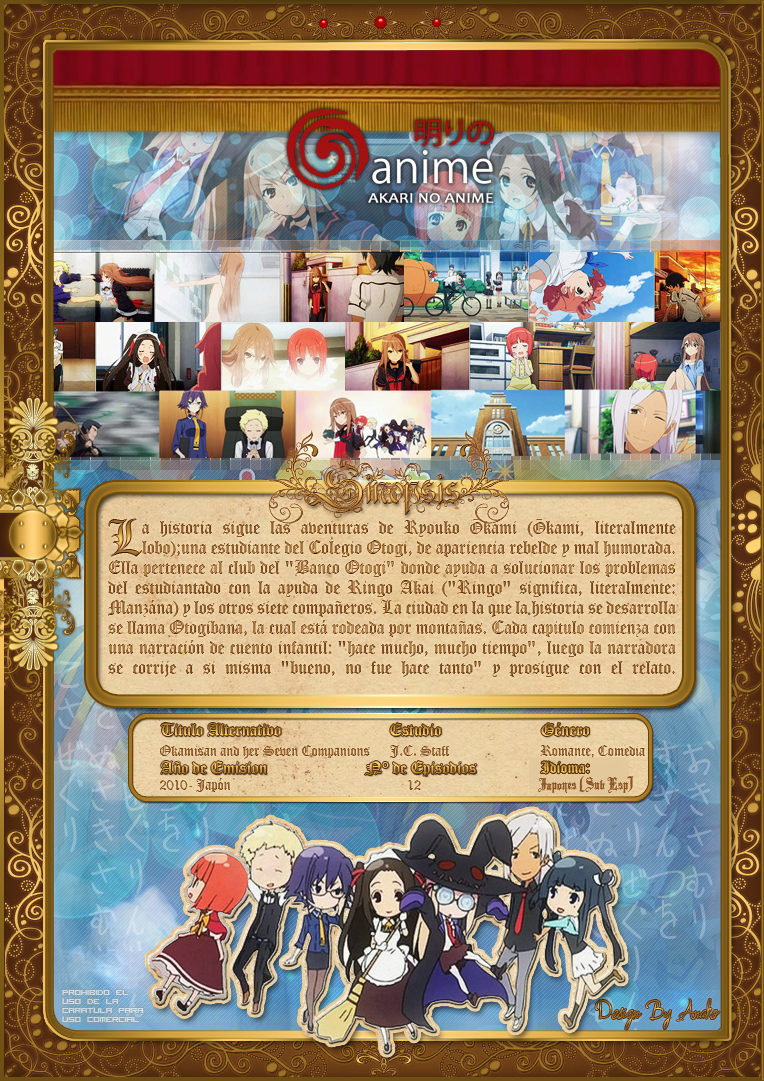 明りの
anime
AKARI NO ANIME
Sinopsis
La historia sigue las aventuras de Ryouko Okami (Okami, literalmente
lobo);una estudiante del Colegio Otogi, de apariencia rebelde y mal humorada.
Ella pertenece al club del "Banco Otogi" donde ayuda a solucionar los problemas
del estudiantado con la ayuda de Ringo Akai ("Ringo" significa, literalmente:
Manzána) y los otros siete compañeros. La ciudad en la que la,historia se desarrolla
se llama Otogibana, la cual está rodeada por montañas. Cada capitulo comienza con
una narración de cuento infantil: "hace mucho, mucho tiempo", luego la narradora
se corrije a si misma "bueno, no fue hace tanto" y prosigue con el relato.
Titulo Alternativo Estudio Género
Okamisan and her Seven Companions J.C. Staff Romance, Comedia
Año de Emision Nº de Episodios Idioma:
2010- Japón 12 Japones (Sub Esp)
PROHIBIDO EL
USO DE LA
CARATULA PARA
USO COMERCIAL
Design By